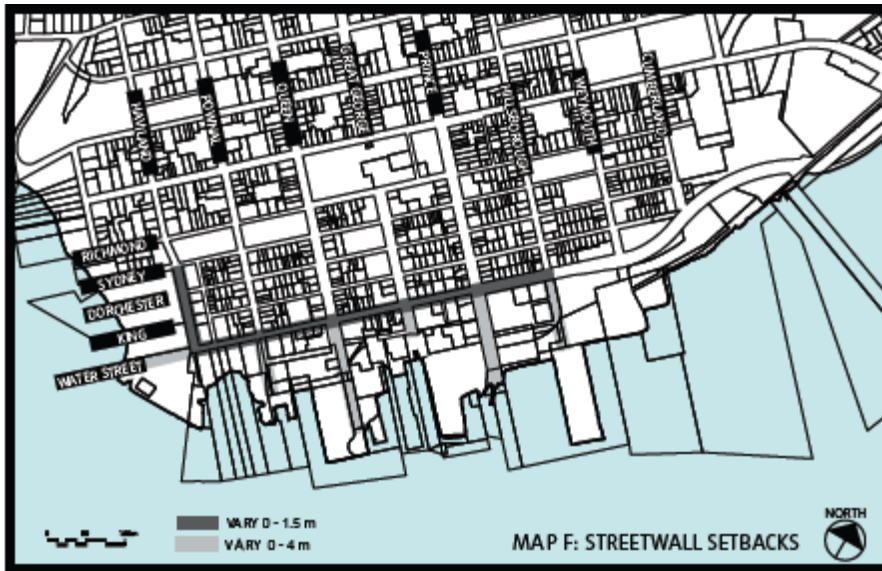 MAITLAND
POWNAL
QUEEN
GREAT GEORGE
PRINCE
HILLSBOROUGH
WEYMOUTH
CUMBERLAND
RICHMOND
SYDNEY
DORCHESTER
KING
WATER STREET
VARY 0 - 1.5 m
VARY 0 - 4 m
MAP F: STREETWALL SETBACKS
NORTH